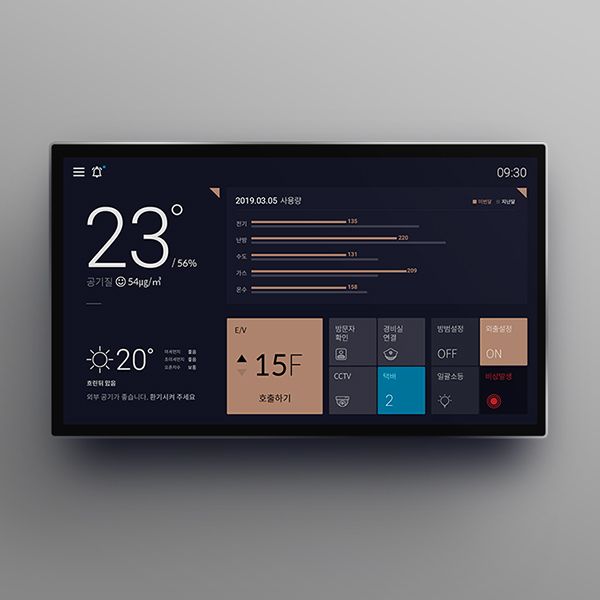 09:30
23°
/ 56%
공기질 54μg/㎥
20°
미세먼지 좋음
초미세먼지 좋음
오존지수 보통
흐린뒤 맑음
외부 공기가 좋습니다. 환기시켜 주세요
2019.03.05 사용량
이번달 지난달
전기 135
난방 220
수도 131
가스 209
온수 158
E/V
15F
호출하기
방문자
확인
경비실
연결
방범설정
OFF
외출설정
ON
CCTV
택배
2
일괄소등
비상발생